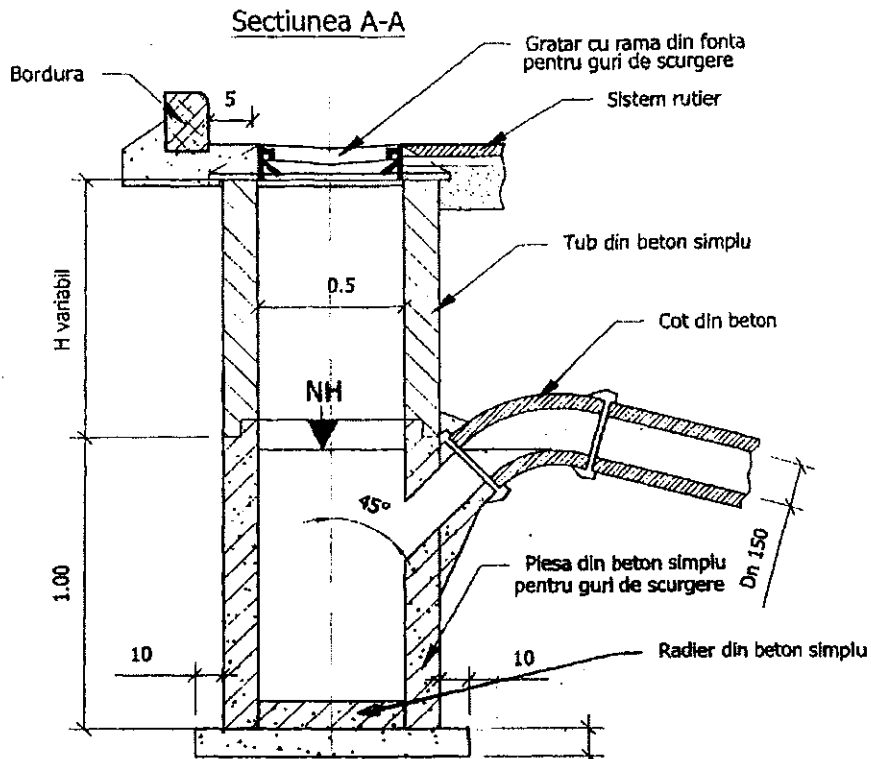 Sectiunea A-A
Gratar cu rama din fonta
pentru guri de scurgere
Bordura
5
Sistem rutier
Tub din beton simplu
0.5
H variabil
Cot din beton
NH
45°
1.00
Piesa din beton simplu
pentru guri de scurgere
Dn 150
10
10
Radier din beton simplu